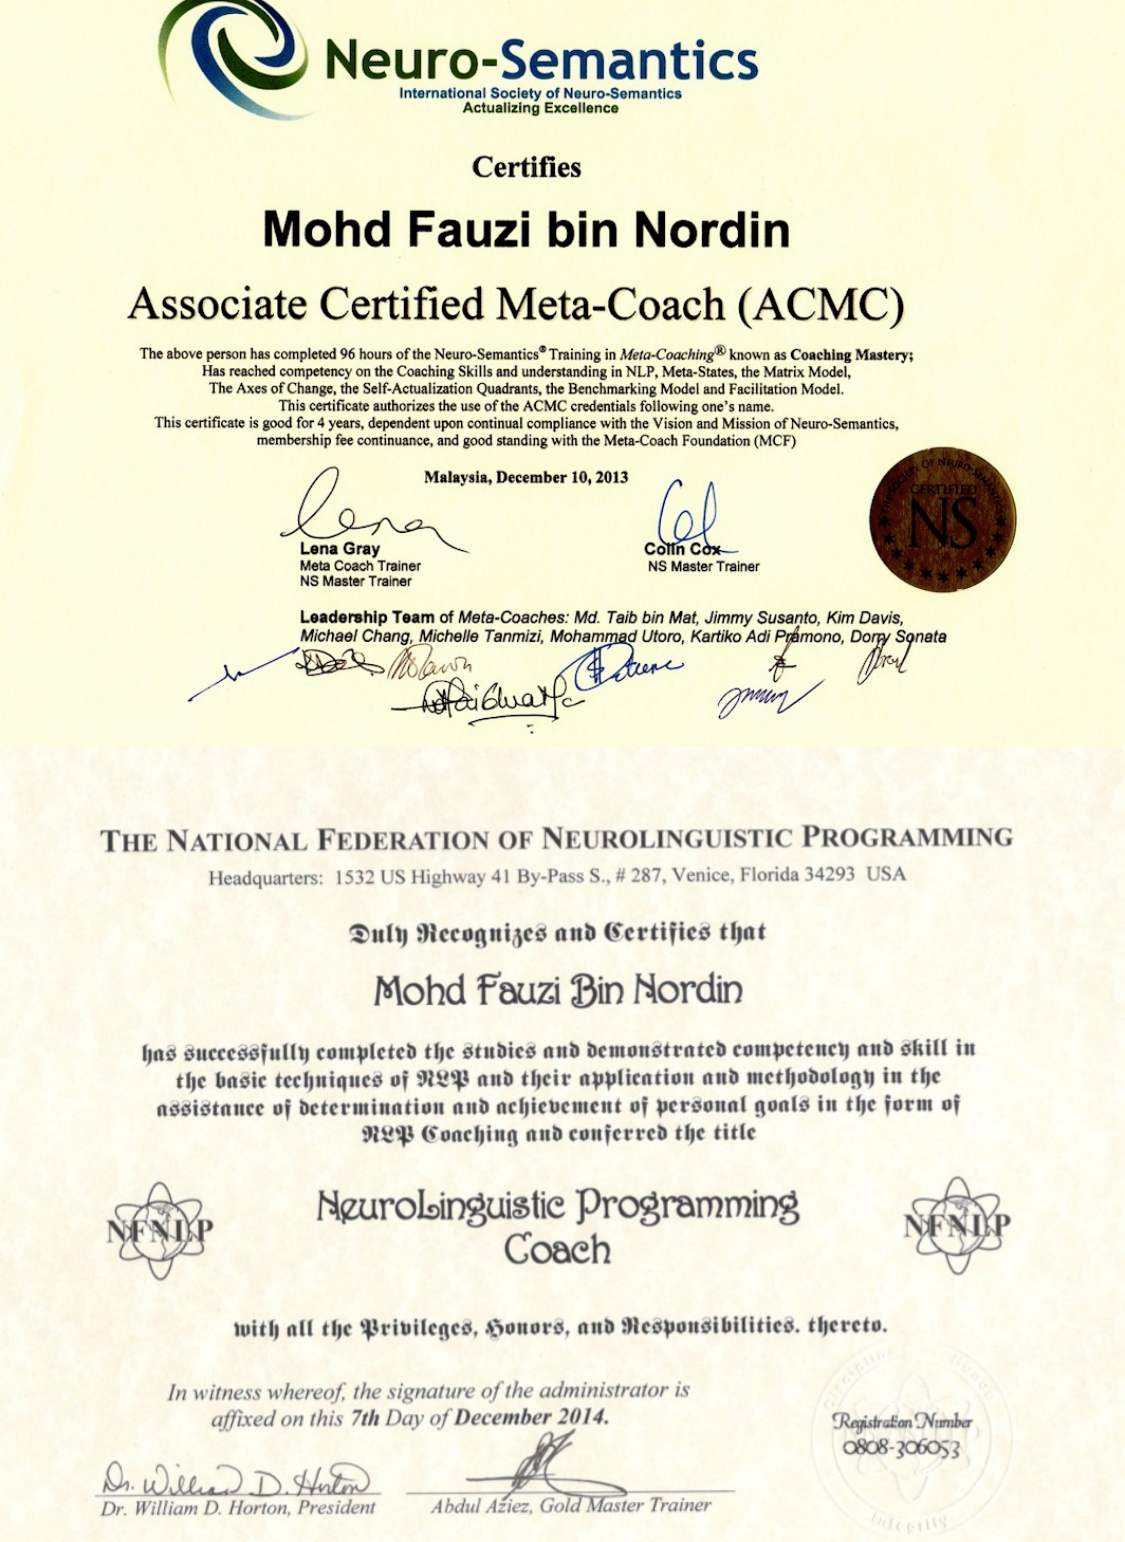 Neuro-Semantics
International Society of Neuro-Semantics
Actualizing Excellence
Certifies
Mohd Fauzi bin Nordin
Associate Certified Meta-Coach (ACMC)
The above person has completed 96 hours of the Neuro-Semantics® Training in Meta-Coaching® known as Coaching Mastery;
Has reached competency on the Coaching Skills and understanding in NLP, Meta-States, the Matrix Model,
The Axes of Change, the Self-Actualization Quadrants, the Benchmarking Model and Facilitation Model.
This certificate authorizes the use of the ACMC credentials following one's name.
This certificate is good for 4 years, dependent upon continual compliance with the Vision and Mission of Neuro-Semantics,
membership fee continuance, and good standing with the Meta-Coach Foundation (MCF)
Malaysia, December 10, 2013
Lena
Lena Gray
Meta Coach Trainer
NS Master Trainer
Colin Cox
NS Master Trainer
SOCIETY OF NEURO-SEMANTICS
CERTIFIED
NS
Leadership Team of Meta-Coaches: Md. Taib bin Mat, Jimmy Susanto, Kim Davis,
Michael Chang, Michelle Tanmizi, Mohammad Utoro, Kartiko Adi Pramono, Dorry Sonata
THE NATIONAL FEDERATION OF NEUROLINGUISTIC PROGRAMMING
Headquarters: 1532 US Highway 41 By-Pass S., # 287, Venice, Florida 34293 USA
Duly Recognizes and Certifies that
Mohd Fauzi Bin Nordin
has successfully completed the studies and demonstrated competency and skill in
the basic techniques of NLP and their application and methodology in the
assistance of determination and achievement of personal goals in the form of
NLP Coaching and conferred the title
NFNLP
NeuroLinguistic Programming
Coach
NFNLP
with all the Privileges, Honors, and Responsibilities. thereto.
In witness whereof, the signature of the administrator is
affixed on this 7th Day of December 2014.
Registration Number
0808-306053
Dr. William D. Horton
Dr. William D. Horton, President
Abdul Aziez, Gold Master Trainer
Integrity